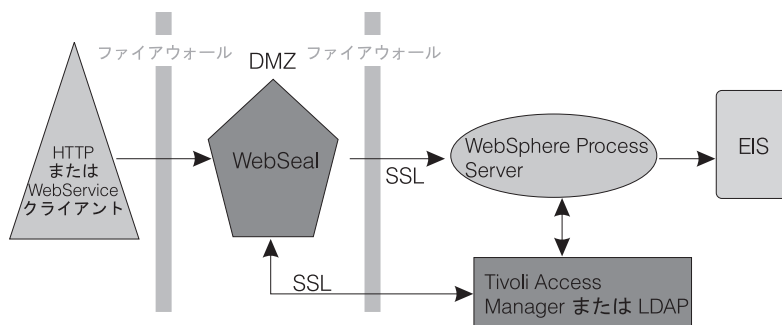 ファイアウォール
ファイアウォール
DMZ
HTTP
または
WebService
クライアント
WebSeal
SSL
WebSphere Process
Server
EIS
SSL
Tivoli Access
Manager または LDAP